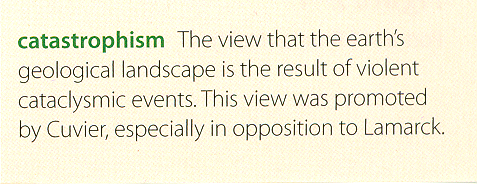 catastrophism The view that the earth's
geological landscape is the result of violent
cataclysmic events. This view was promoted
by Cuvier, especially in opposition to Lamarck.